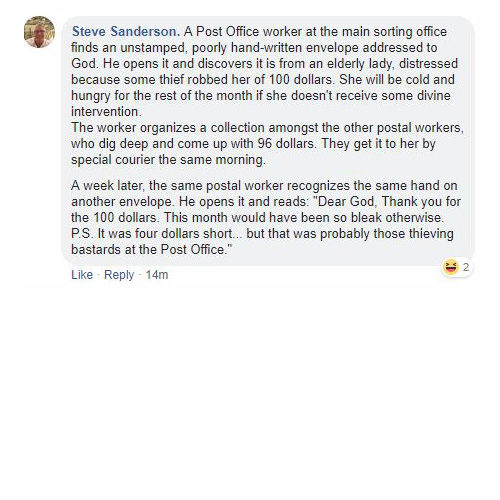 Steve Sanderson. A Post Office worker at the main sorting office
finds an unstamped, poorly hand-written envelope addressed to
God. He opens it and discovers it is from an elderly lady, distressed
because some thief robbed her of 100 dollars. She will be cold and
hungry for the rest of the month if she doesn't receive some divine
intervention.
The worker organizes a collection amongst the other postal workers,
who dig deep and come up with 96 dollars. They get it to her by
special courier the same morning.
A week later, the same postal worker recognizes the same hand on
another envelope. He opens it and reads: "Dear God, Thank you for
the 100 dollars. This month would have been so bleak otherwise.
P.S. It was four dollars short... but that was probably those thieving
bastards at the Post Office."
2
Like · Reply · 14m